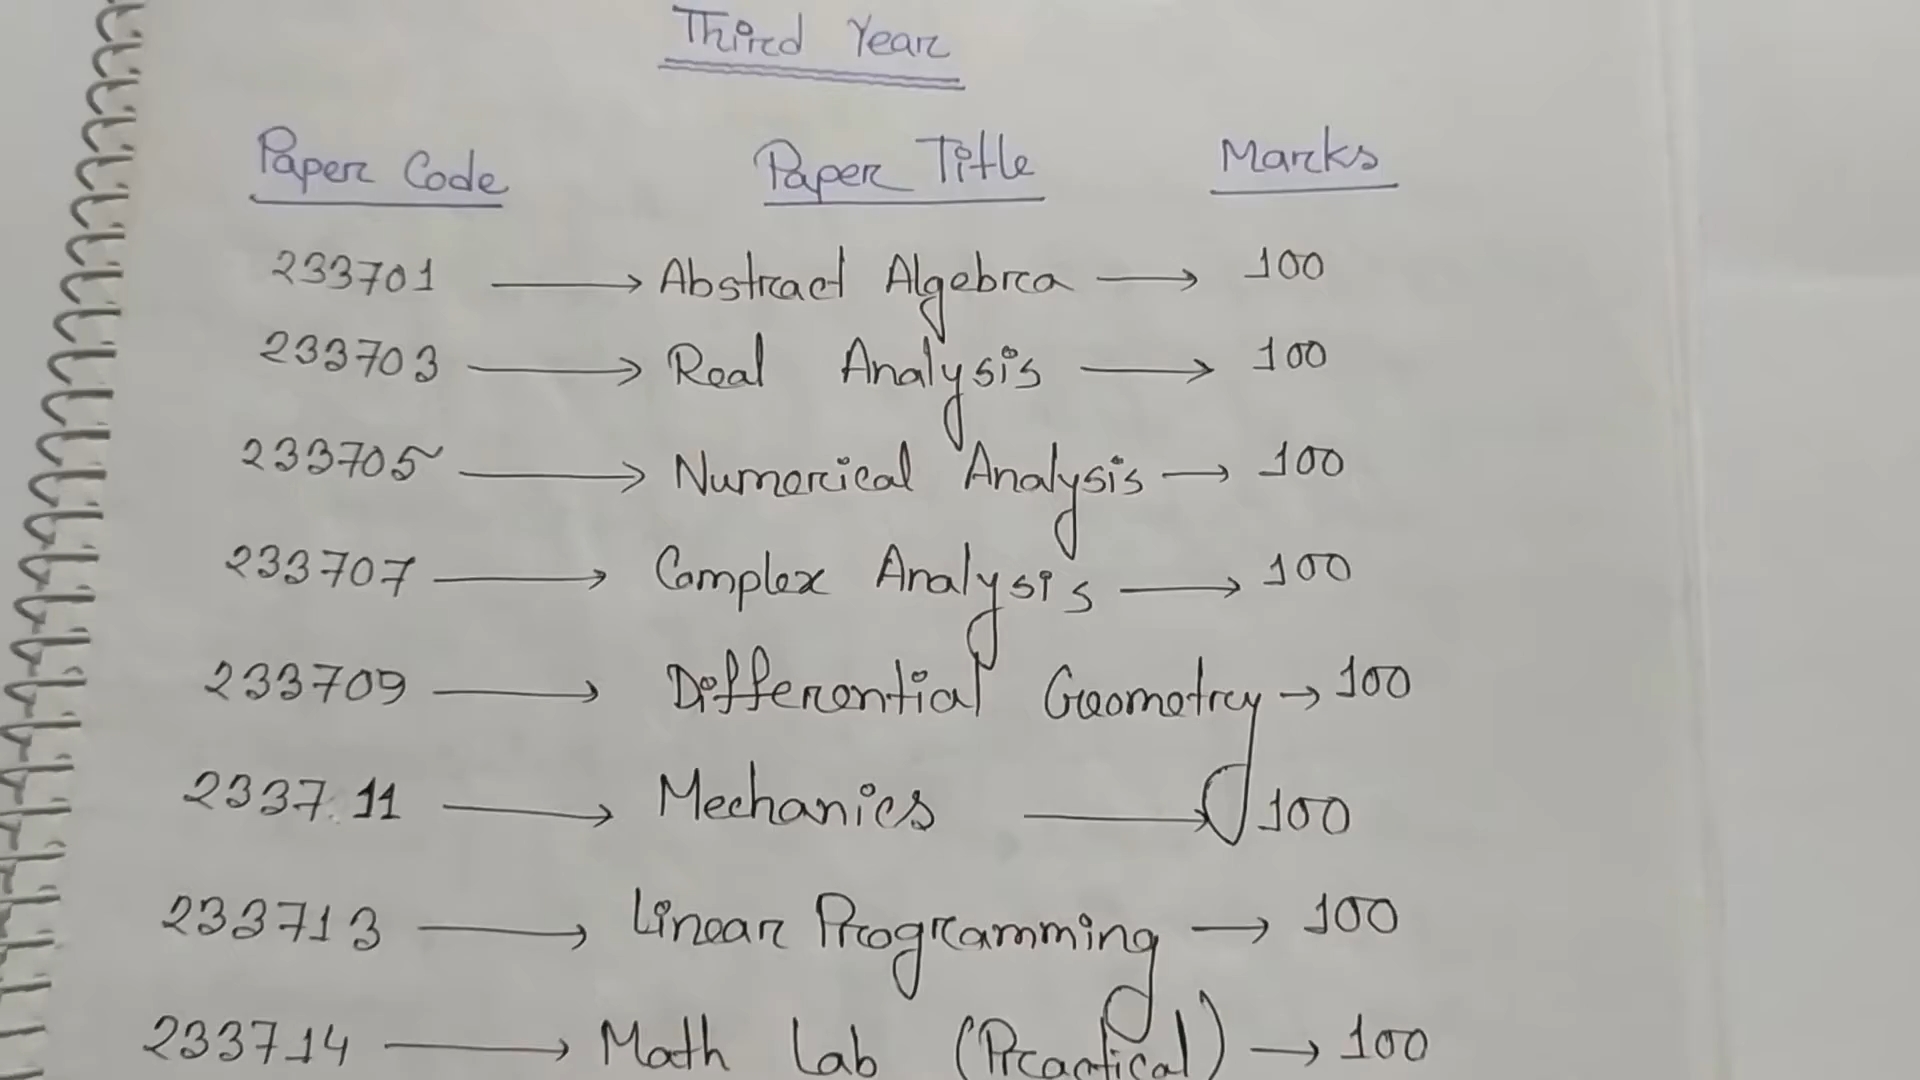 Third Year
Paper Code Paper Title Marks
233701 → Abstract Algebra → 100
233703 → Real Analysis → 100
233705 → Numerical Analysis → 100
233707 → Complex Analysis → 100
233709 → Differential Geometry → 100
233711 → Mechanics → 100
233713 → Linear Programming → 100
233714 → Math Lab (Practical) → 100